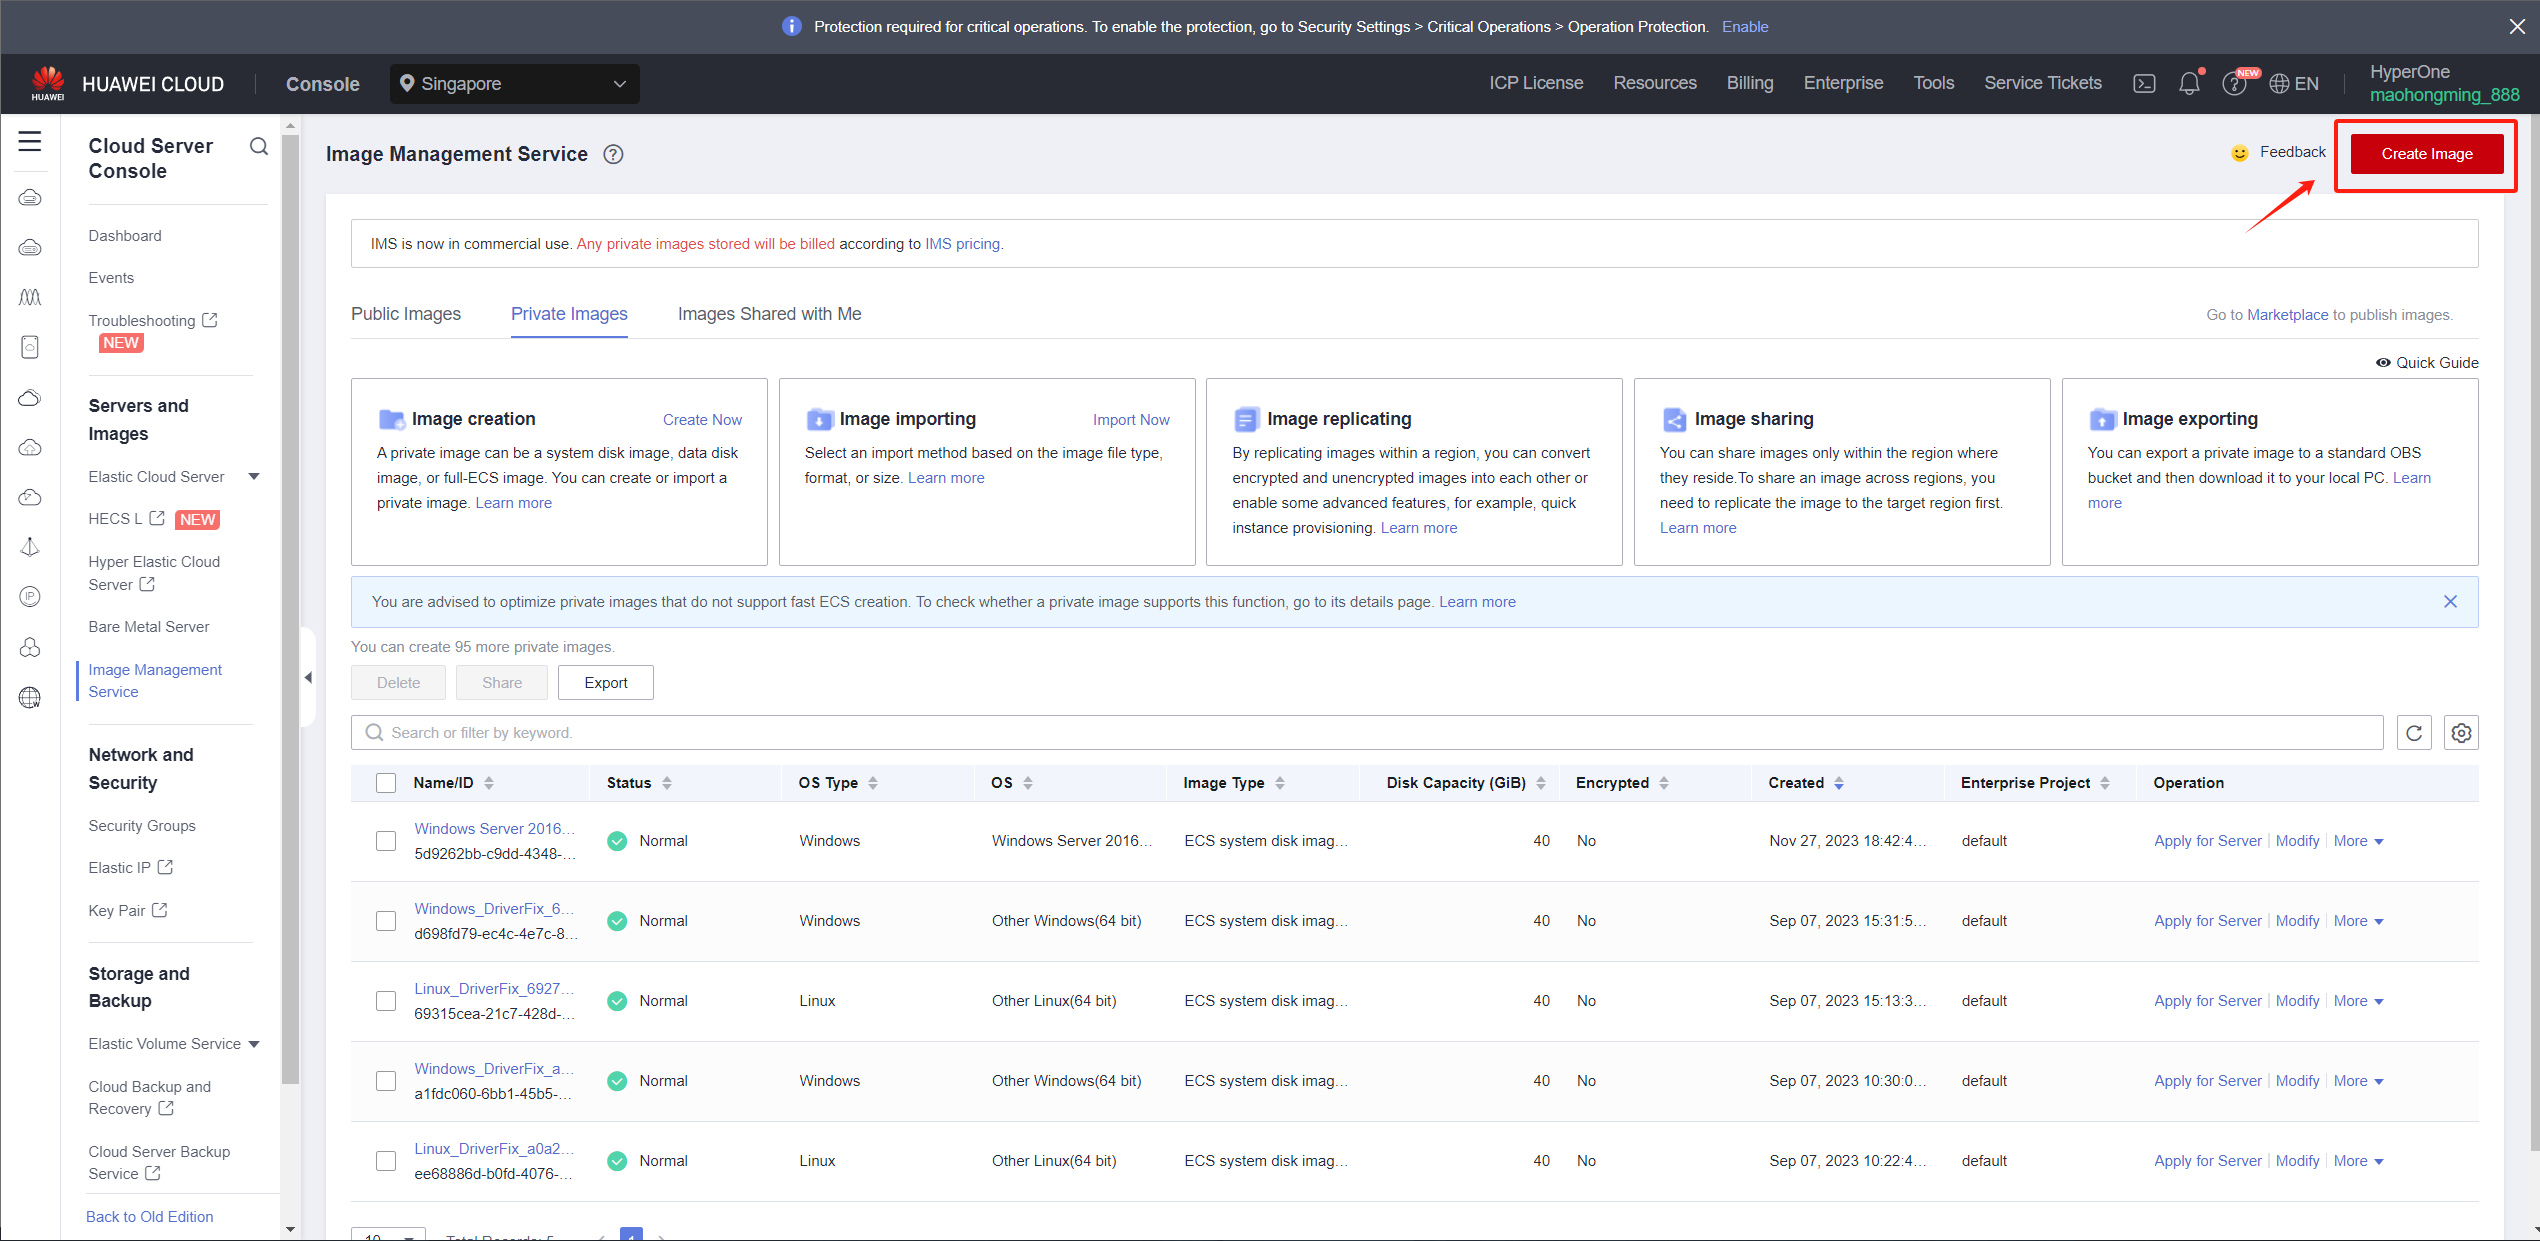 Protection required for critical operations. To enable the protection, go to Security Settings > Critical Operations > Operation Protection. Enable
HUAWEI
HUAWEI CLOUD
Console
Singapore
ICP License
Resources
Billing
Enterprise
Tools
Service Tickets
NEW
EN
HyperOne
maohongming_888
Cloud Server
Console
Dashboard
Events
Troubleshooting
NEW
Servers and
Images
Elastic Cloud Server
HECS L NEW
Hyper Elastic Cloud
Server
Bare Metal Server
Image Management
Service
Network and
Security
Security Groups
Elastic IP
Key Pair
Storage and
Backup
Elastic Volume Service
Cloud Backup and
Recovery
Cloud Server Backup
Service
Back to Old Edition
IP
W
Image Management Service ?
Feedback
Create Image
IMS is now in commercial use. Any private images stored will be billed according to IMS pricing.
Public Images
Private Images
Images Shared with Me
Go to Marketplace to publish images.
Quick Guide
Image creation Create Now
A private image can be a system disk image, data disk
image, or full-ECS image. You can create or import a
private image. Learn more
Image importing Import Now
Select an import method based on the image file type,
format, or size. Learn more
Image replicating
By replicating images within a region, you can convert
encrypted and unencrypted images into each other or
enable some advanced features, for example, quick
instance provisioning. Learn more
Image sharing
You can share images only within the region where
they reside.To share an image across regions, you
need to replicate the image to the target region first.
Learn more
Image exporting
You can export a private image to a standard OBS
bucket and then download it to your local PC. Learn
more
You are advised to optimize private images that do not support fast ECS creation. To check whether a private image supports this function, go to its details page. Learn more
You can create 95 more private images.
Delete Share Export
Search or filter by keyword.
Name/ID Status OS Type OS Image Type Disk Capacity (GiB) Encrypted Created Enterprise Project Operation
Windows Server 2016...
5d9262bb-c9dd-4348-...
Normal Windows Windows Server 2016... ECS system disk imag... 40 No Nov 27, 2023 18:42:4... default Apply for Server Modify More
Windows_DriverFix_6...
d698fd79-ec4c-4e7c-8...
Normal Windows Other Windows(64 bit) ECS system disk imag... 40 No Sep 07, 2023 15:31:5... default Apply for Server Modify More
Linux_DriverFix_6927...
69315cea-21c7-428d-...
Normal Linux Other Linux(64 bit) ECS system disk imag... 40 No Sep 07, 2023 15:13:3... default Apply for Server Modify More
Windows_DriverFix_a...
a1fdc060-6bb1-45b5-...
Normal Windows Other Windows(64 bit) ECS system disk imag... 40 No Sep 07, 2023 10:30:0... default Apply for Server Modify More
Linux_DriverFix_a0a2...
ee68886d-b0fd-4076-...
Normal Linux Other Linux(64 bit) ECS system disk imag... 40 No Sep 07, 2023 10:22:4... default Apply for Server Modify More
10 Total Records: 5 1